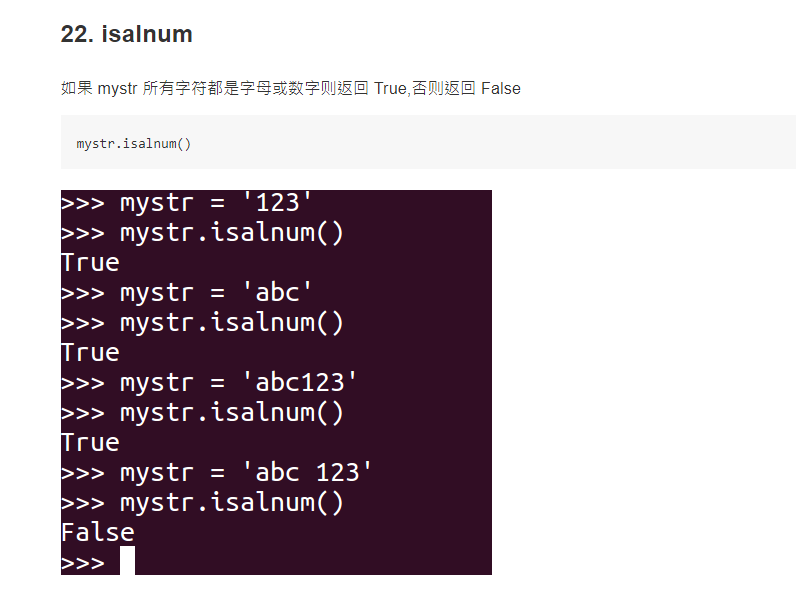 22. isalnum
如果 mystr 所有字符都是字母或数字则返回 True,否则返回 False
mystr.isalnum()
>>> mystr = '123'
>>> mystr.isalnum()
True
>>> mystr = 'abc'
>>> mystr.isalnum()
True
>>> mystr = 'abc123'
>>> mystr.isalnum()
True
>>> mystr = 'abc 123'
>>> mystr.isalnum()
False
>>>